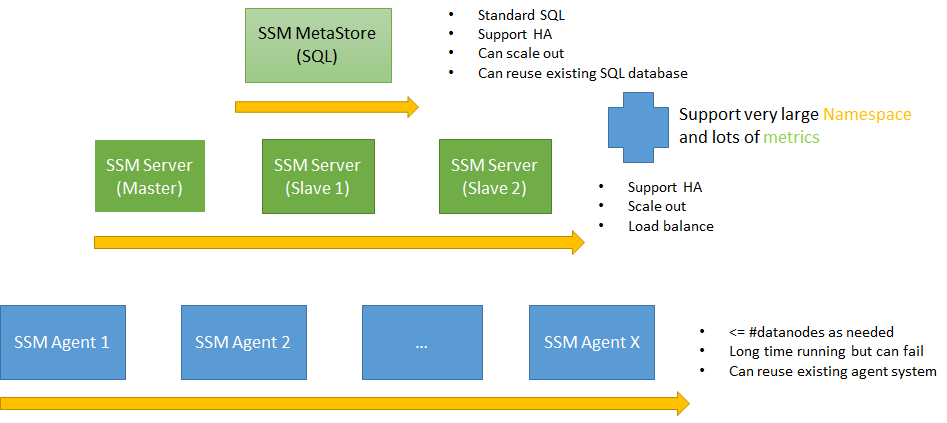 SSM MetaStore
(SQL)
• Standard SQL
• Support HA
• Can scale out
• Can reuse existing SQL database
Support very large Namespace
and lots of metrics
SSM Server
(Master)
SSM Server
(Slave 1)
SSM Server
(Slave 2)
• Support HA
• Scale out
• Load balance
SSM Agent 1
SSM Agent 2
...
SSM Agent X
• <= #datanodes as needed
• Long time running but can fail
• Can reuse existing agent system